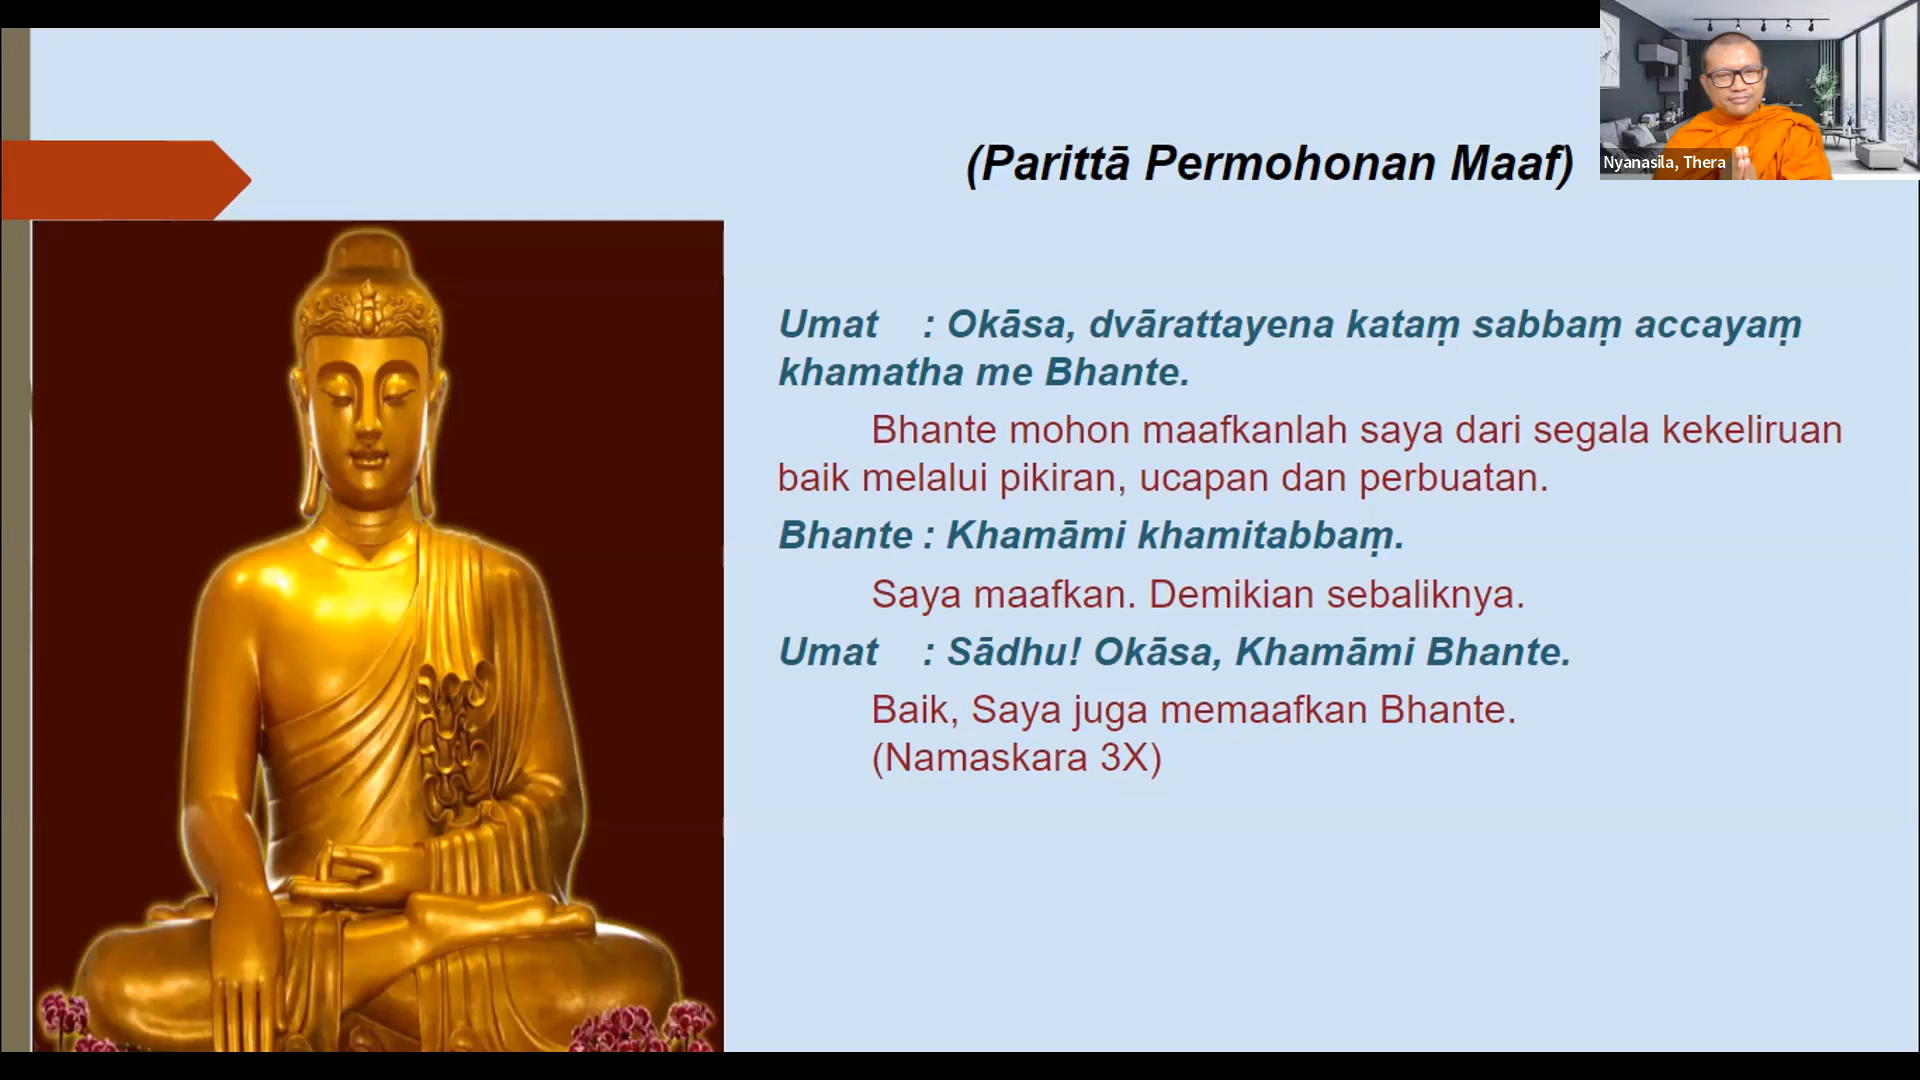 Nyanasila, Thera
(Parittā Permohonan Maaf)
Umat : Okāsa, dvārattayena kataṃ sabbaṃ accayaṃ
khamatha me Bhante.
Bhante mohon maafkanlah saya dari segala kekeliruan
baik melalui pikiran, ucapan dan perbuatan.
Bhante : Khamāmi khamitabbaṃ.
Saya maafkan. Demikian sebaliknya.
Umat : Sādhu! Okāsa, Khamāmi Bhante.
Baik, Saya juga memaafkan Bhante.
(Namaskara 3X)